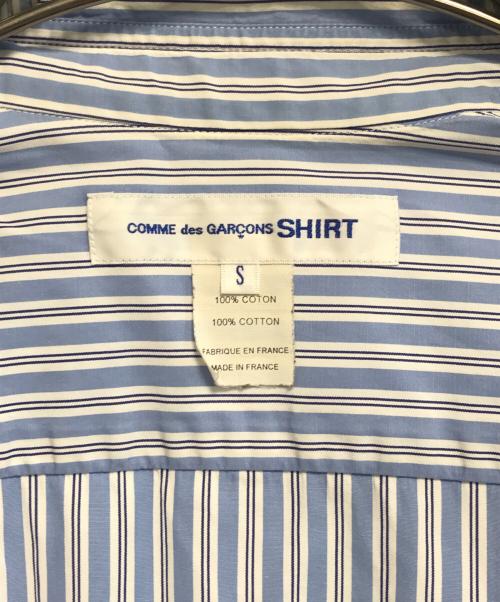 COMME des GARÇONS SHIRT
S
100% COTON
100% COTTON
FABRIQUE EN FRANCE
MADE IN FRANCE